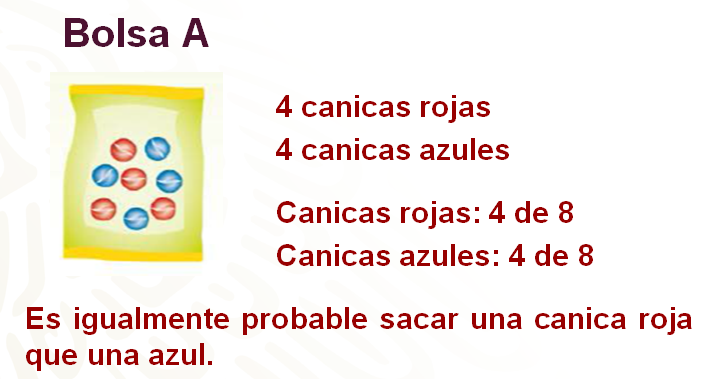 Bolsa A
4 canicas rojas
4 canicas azules
Canicas rojas: 4 de 8
Canicas azules: 4 de 8
Es igualmente probable sacar una canica roja
que una azul.